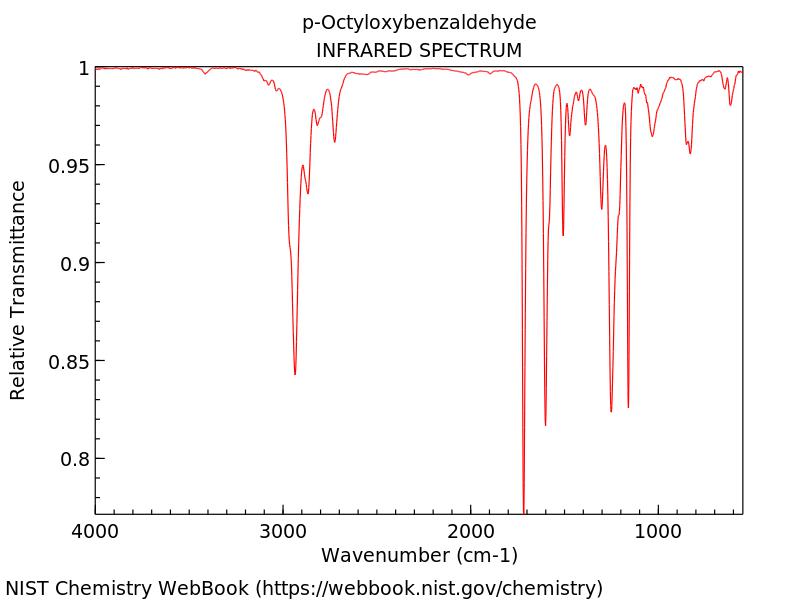 p-Octyloxybenzaldehyde
INFRARED SPECTRUM
1
0.95
0.9
0.85
0.8
Relative Transmittance
4000 3000 2000 1000
Wavenumber (cm-1)
NIST Chemistry WebBook (https://webbook.nist.gov/chemistry)